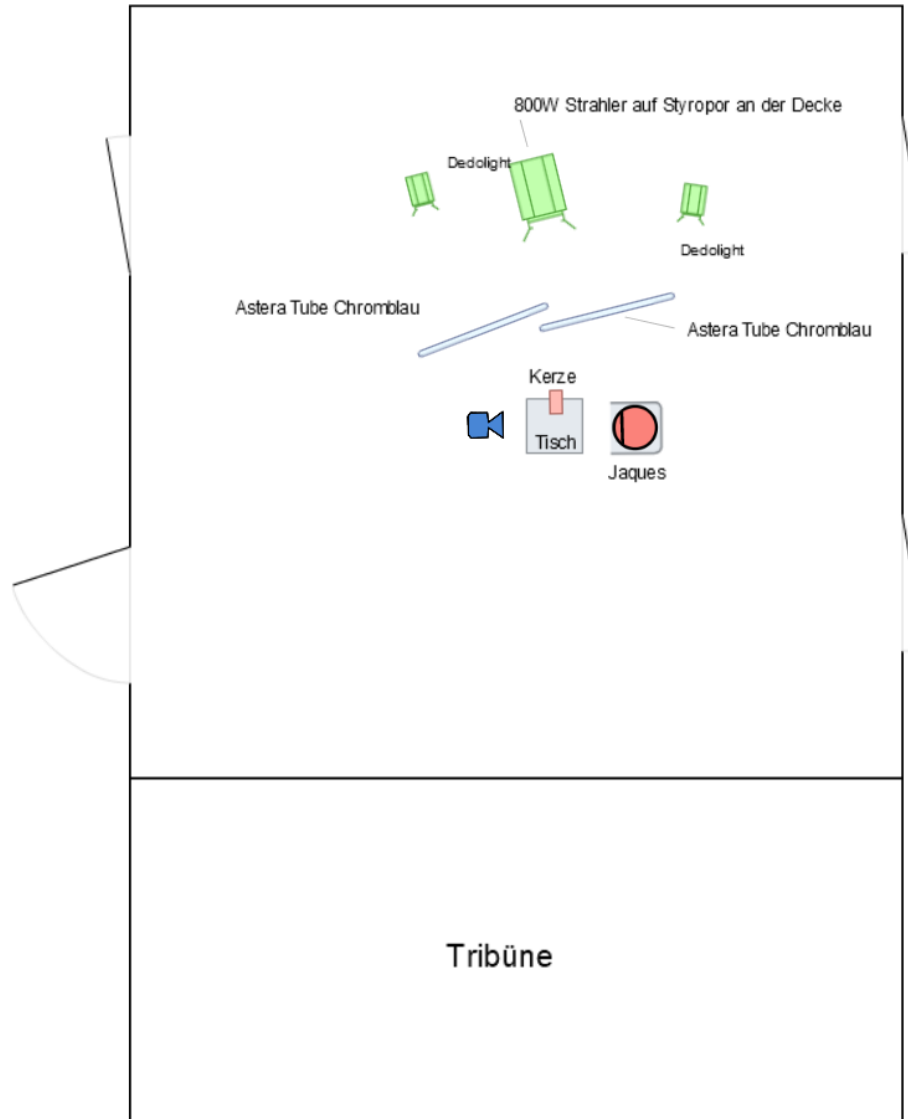 800W Strahler auf Styropor an der Decke
Dedolight
Dedolight
Astera Tube Chromblau
Astera Tube Chromblau
Kerze
Tisch
Jaques
Tribüne